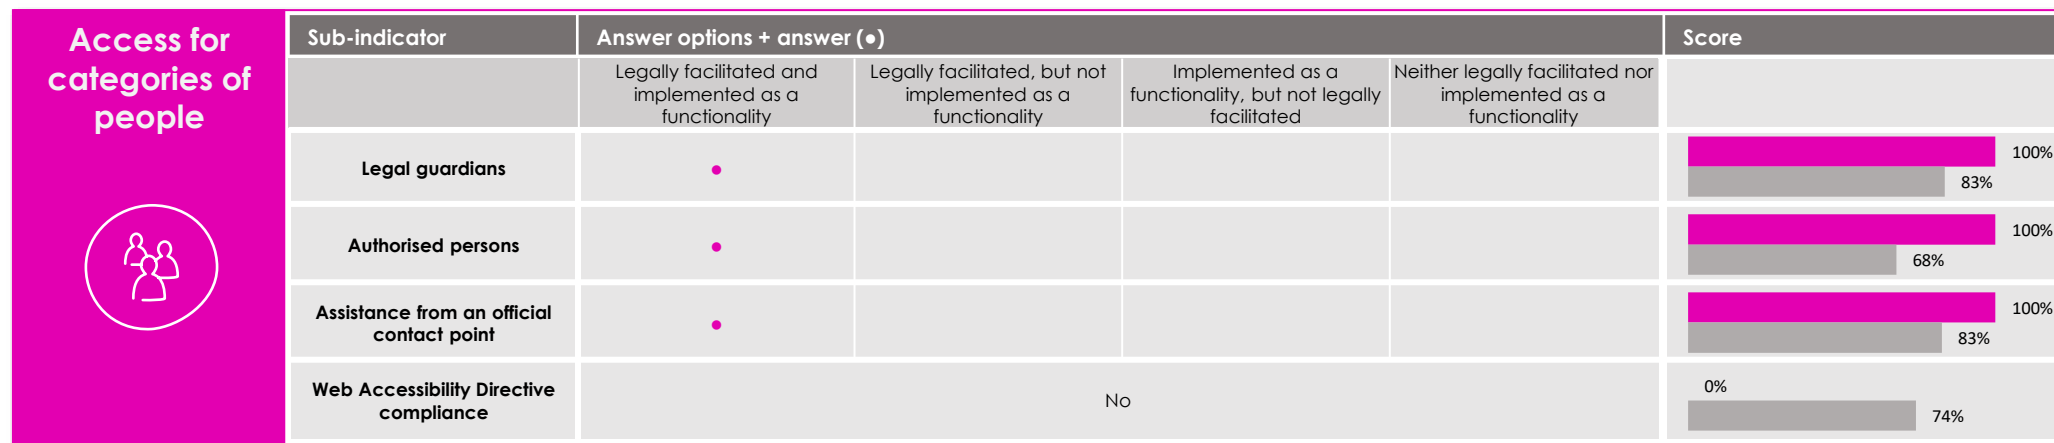 Access for
categories of
people
Sub-indicator
Answer options + answer (●)
Score
Legally facilitated and
implemented as a
functionality
Legally facilitated, but not
implemented as a
functionality
Implemented as a
functionality, but not legally
facilitated
Neither legally facilitated nor
implemented as a
functionality
Legal guardians
●
100%
83%
Authorised persons
●
100%
68%
Assistance from an official
contact point
●
100%
83%
Web Accessibility Directive
compliance
No
0%
74%